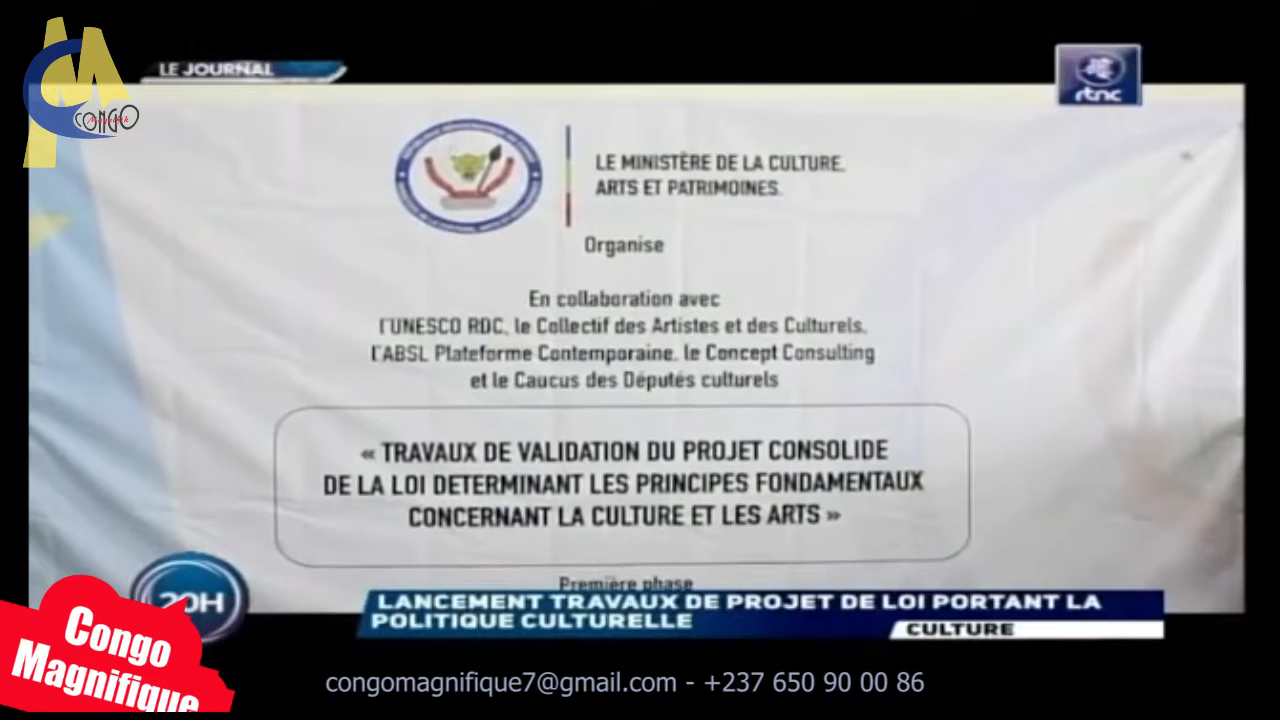 LE JOURNAL
rtnc
CONGO
LE MINISTÈRE DE LA CULTURE,
ARTS ET PATRIMOINES.
Organise
En collaboration avec
l'UNESCO RDC, le Collectif des Artistes et des Culturels,
l'ABSL Plateforme Contemporaine, le Concept Consulting
et le Caucus des Députés culturels
« TRAVAUX DE VALIDATION DU PROJET CONSOLIDE
DE LA LOI DETERMINANT LES PRINCIPES FONDAMENTAUX
CONCERNANT LA CULTURE ET LES ARTS »
Première phase
20H
LANCEMENT TRAVAUX DE PROJET DE LOI PORTANT LA
POLITIQUE CULTURELLE
CULTURE
Congo
Magnifique
congomagnifique7@gmail.com - +237 650 90 00 86